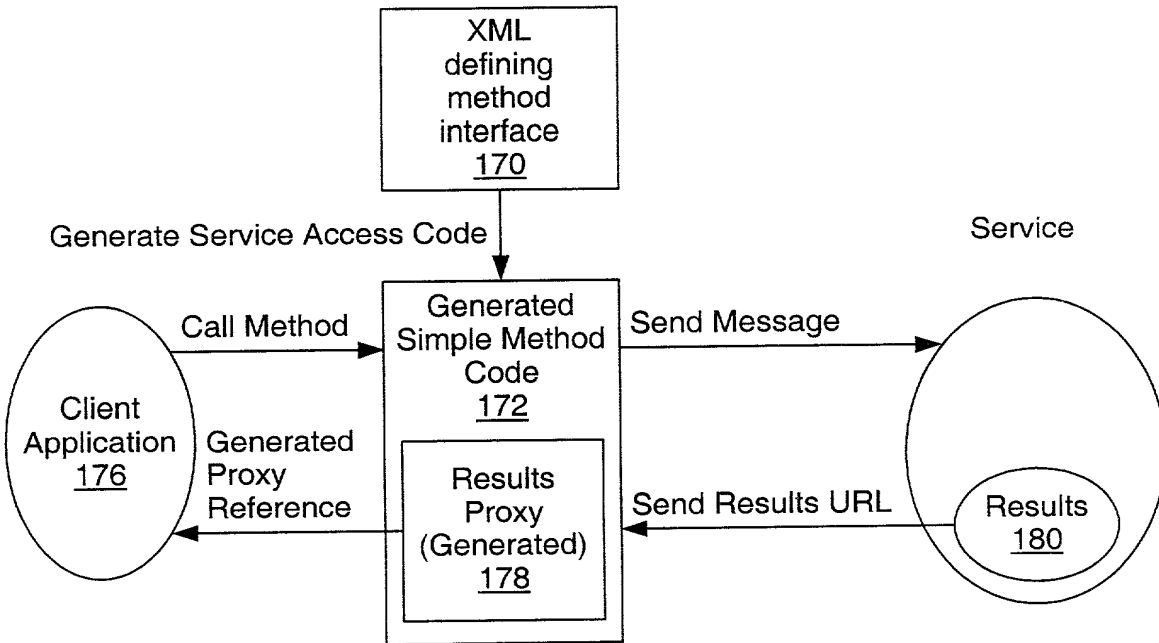 XML
defining
method
interface
170
Generate Service Access Code
Service
Generated
Simple Method
Code
172
Call Method
Send Message
Client
Application
176
Generated
Proxy
Reference
Results
Proxy
(Generated)
178
Send Results URL
Results
180